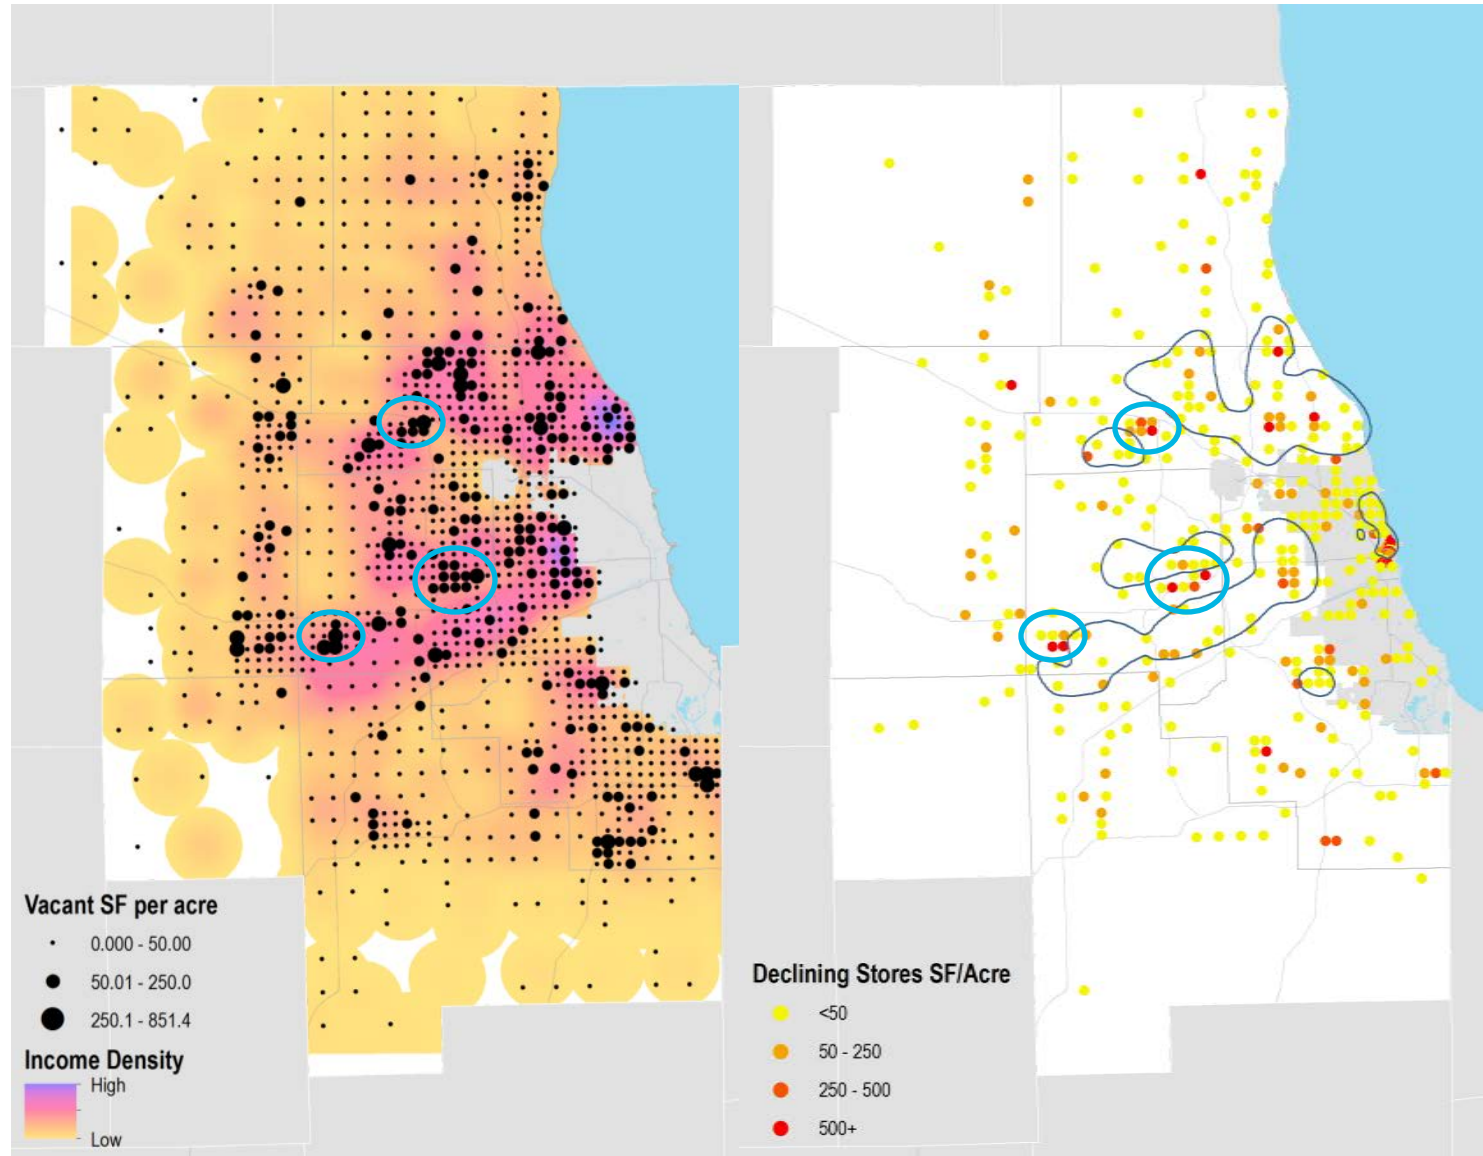 Vacant SF per acre
0.000 - 50.00
50.01 - 250.0
250.1 - 851.4
Income Density
High
Low
Declining Stores SF/Acre
<50
50 - 250
250 - 500
500+